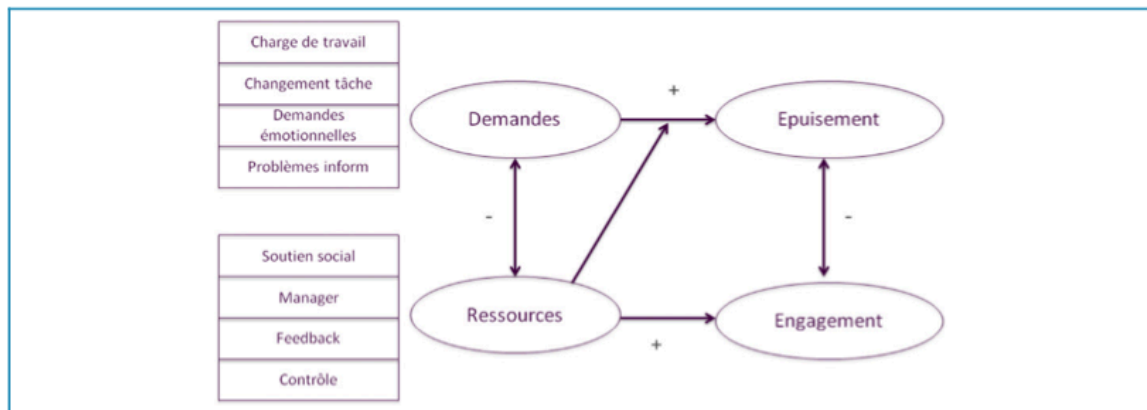 Charge de travail
Changement tâche
Demandes
émotionnelles
Problèmes inform
Demandes
+
Epuisement
-
-
Soutien social
Manager
Feedback
Contrôle
Ressources
+
Engagement